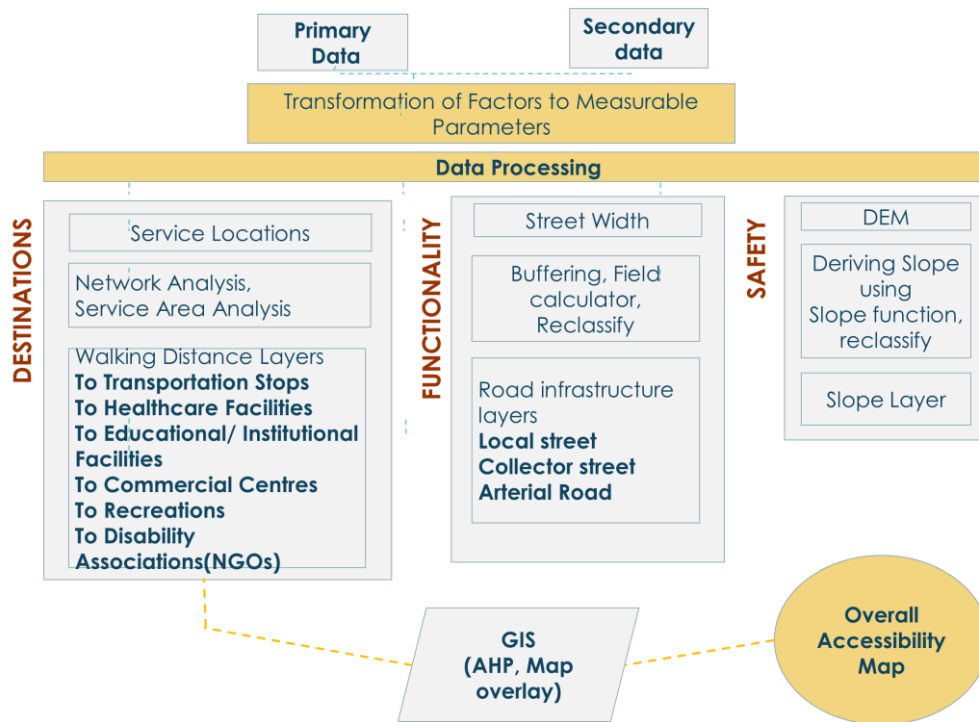 Primary
Data
Secondary
data
Transformation of Factors to Measurable
Parameters
Data Processing
DESTINATIONS
Service Locations
Network Analysis,
Service Area Analysis
Walking Distance Layers
To Transportation Stops
To Healthcare Facilities
To Educational/ Institutional
Facilities
To Commercial Centres
To Recreations
To Disability
Associations(NGOs)
FUNCTIONALITY
Street Width
Buffering, Field
calculator,
Reclassify
Road infrastructure
layers
Local street
Collector street
Arterial Road
SAFETY
DEM
Deriving Slope
using
Slope function,
reclassify
Slope Layer
GIS
(AHP, Map
overlay)
Overall
Accessibility
Map